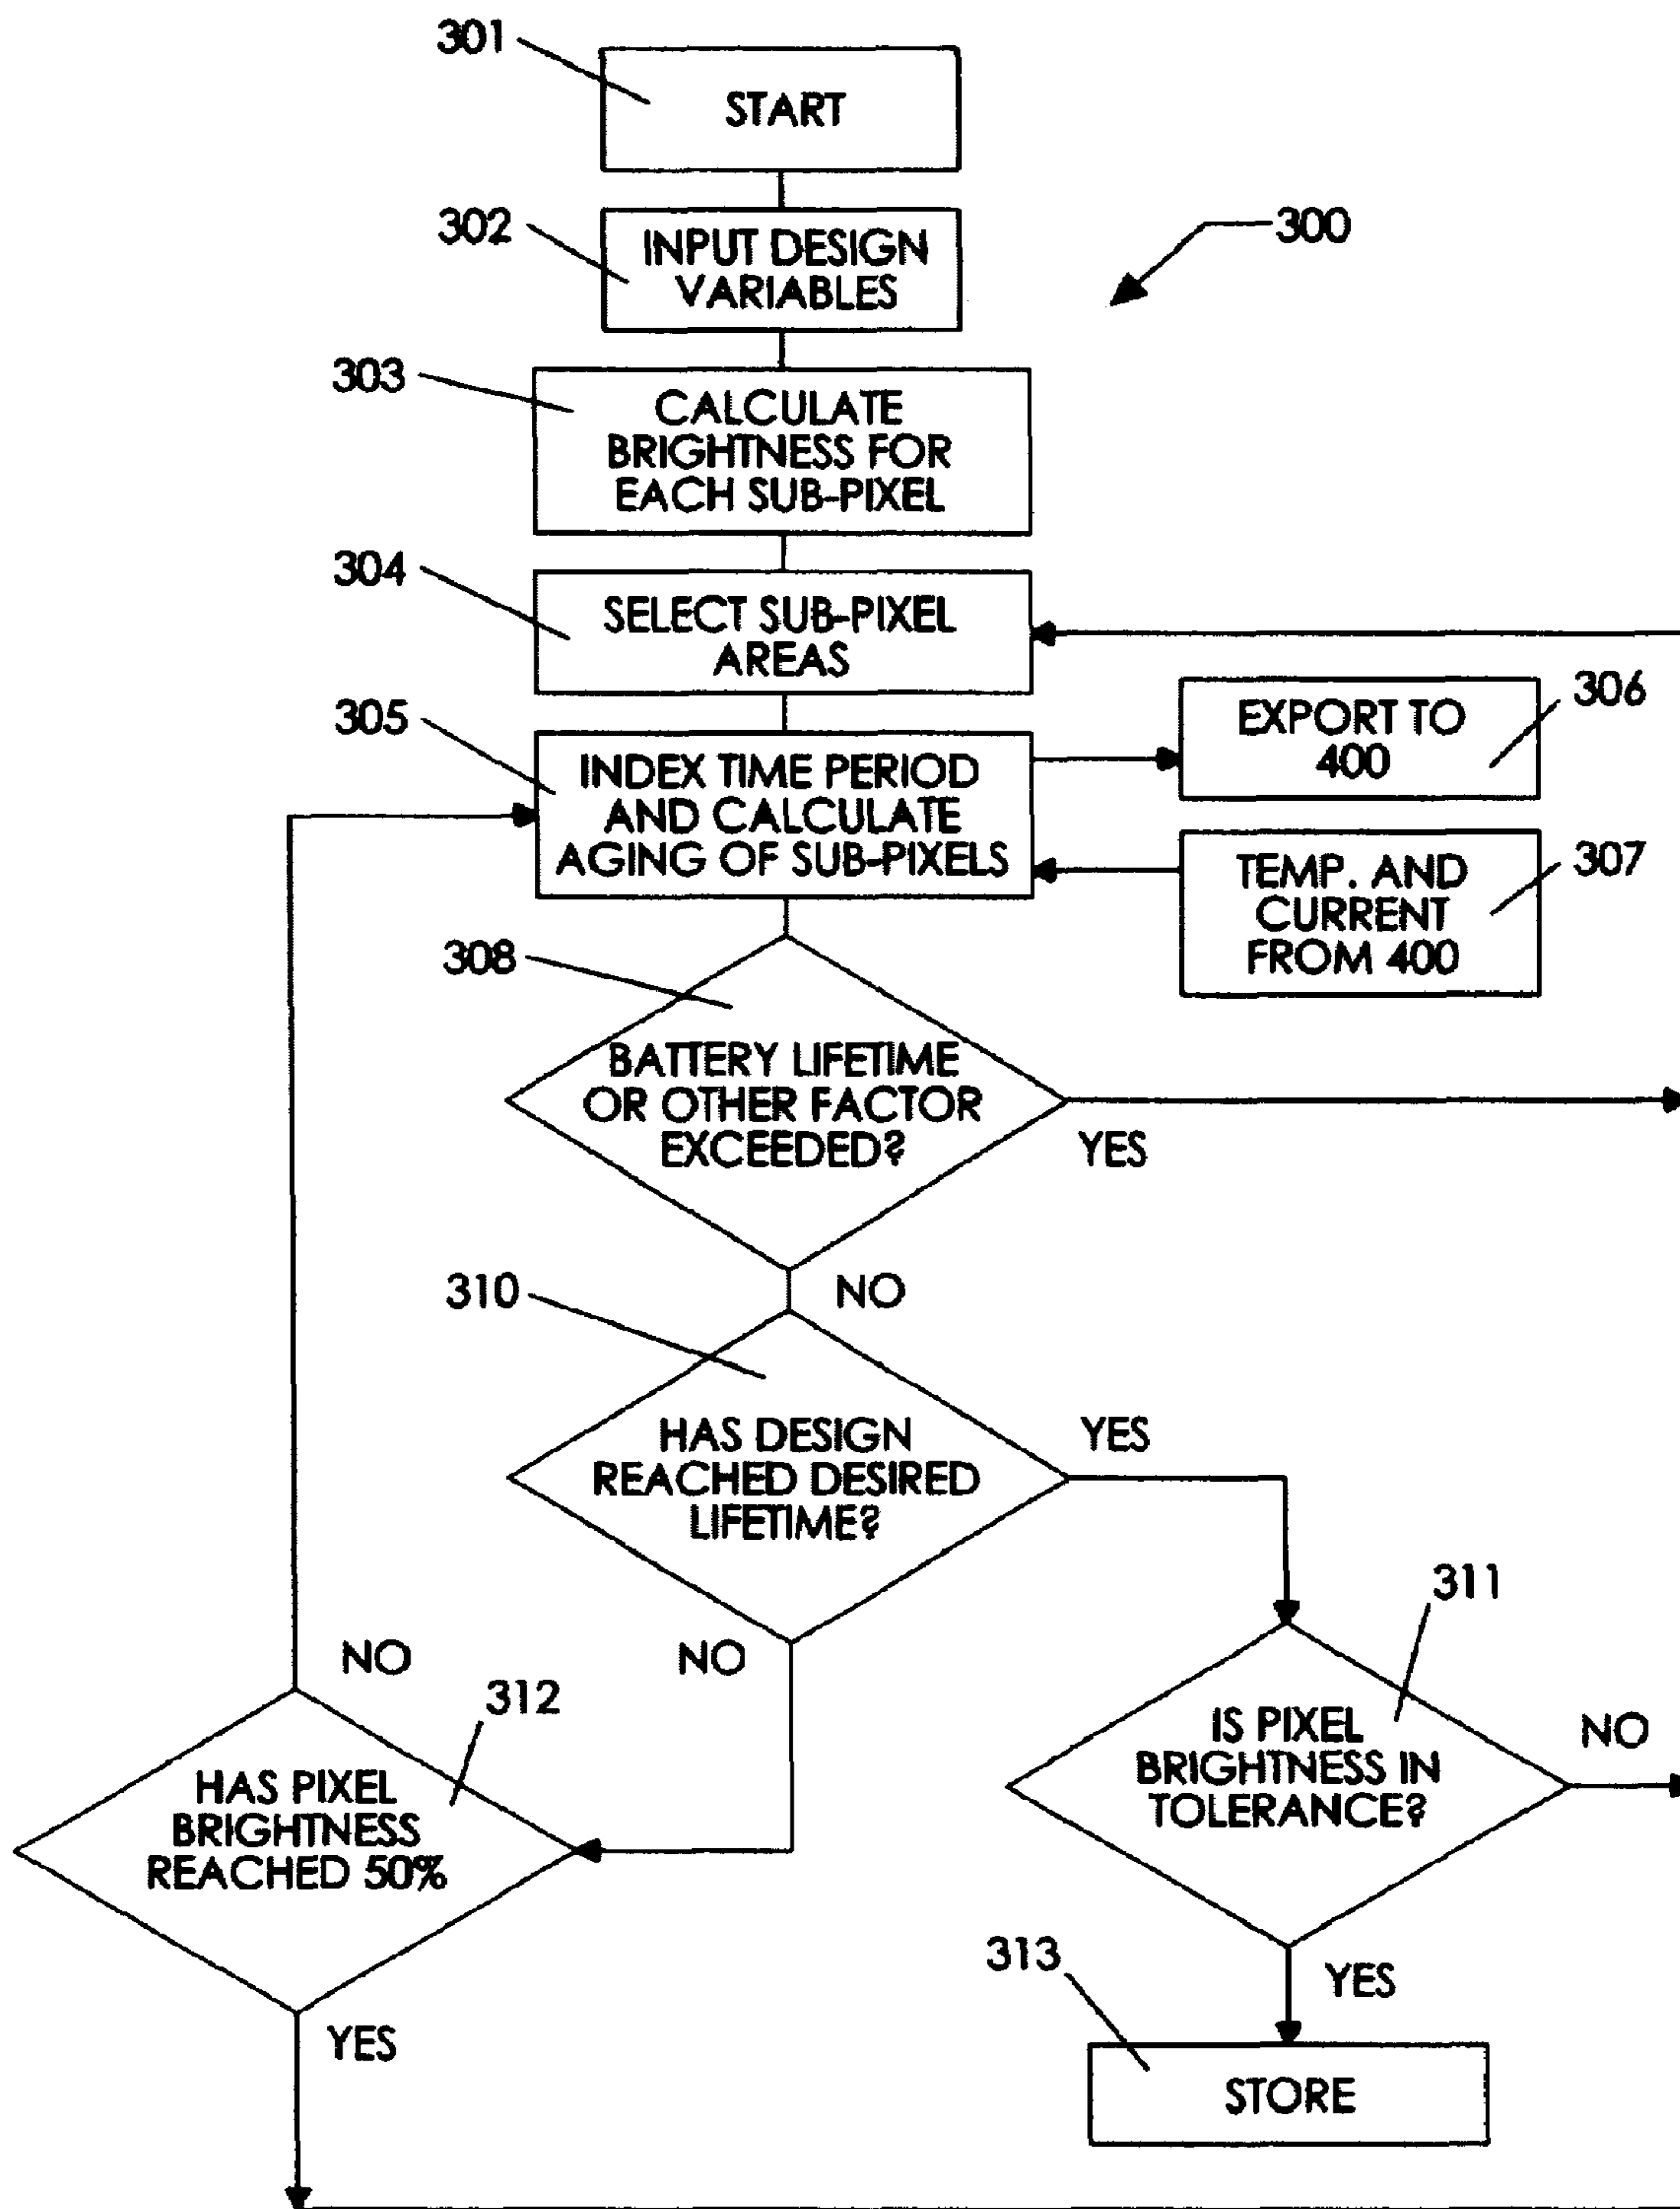 301
START
302
INPUT DESIGN
VARIABLES
300
303
CALCULATE
BRIGHTNESS FOR
EACH SUB-PIXEL
304
SELECT SUB-PIXEL
AREAS
305
INDEX TIME PERIOD
AND CALCULATE
AGING OF SUB-PIXELS
306
EXPORT TO
400
307
TEMP. AND
CURRENT
FROM 400
308
BATTERY LIFETIME
OR OTHER FACTOR
EXCEEDED?
YES
NO
310
HAS DESIGN
REACHED DESIRED
LIFETIME?
YES
NO
311
IS PIXEL
BRIGHTNESS IN
TOLERANCE?
NO
YES
NO
312
HAS PIXEL
BRIGHTNESS
REACHED 50%
YES
313
STORE